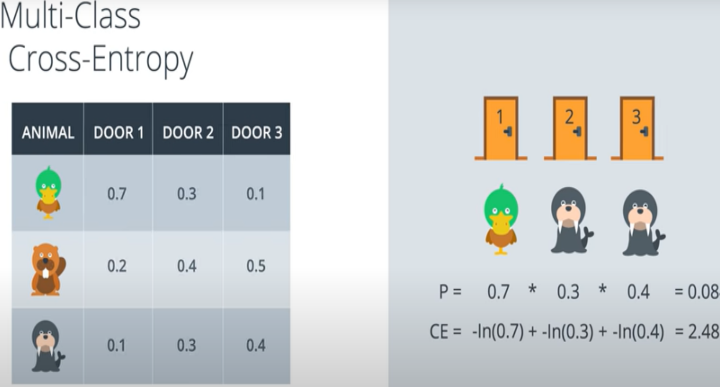 Multi-Class
Cross-Entropy
ANIMAL DOOR 1 DOOR 2 DOOR 3
0.7 0.3 0.1
0.2 0.4 0.5
0.1 0.3 0.4
1 2 3
P = 0.7 * 0.3 * 0.4 = 0.08
CE = -ln(0.7) + -ln(0.3) + -ln(0.4) = 2.48